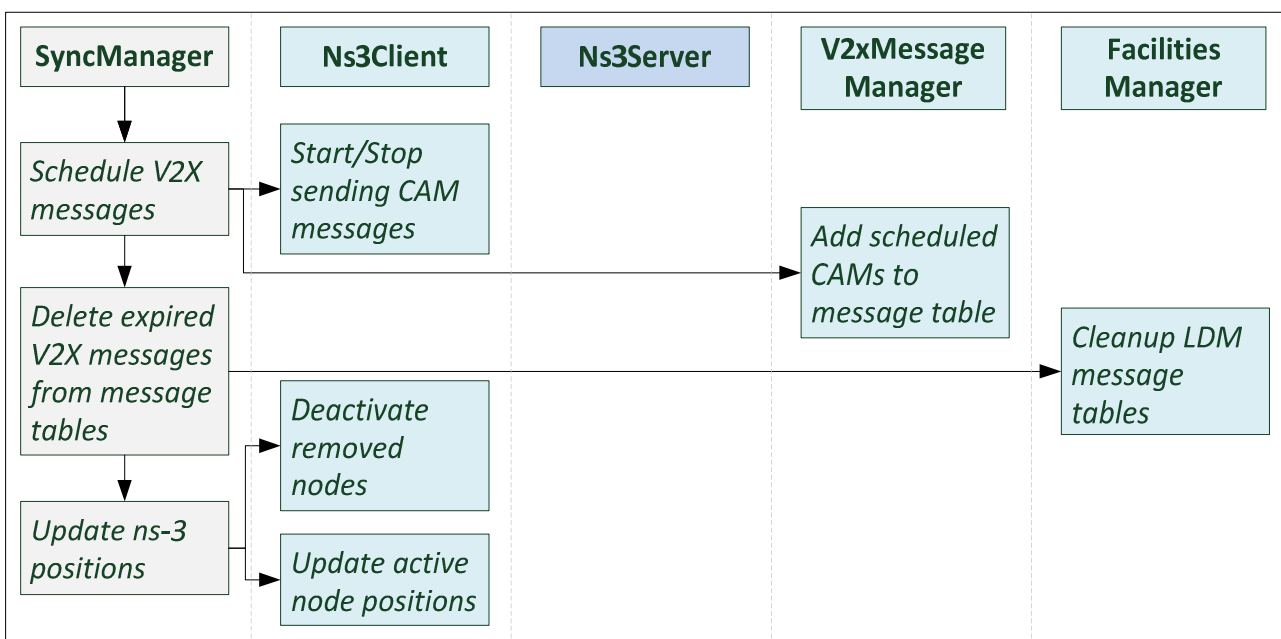 SyncManager
Ns3Client
Ns3Server
V2xMessage
Manager
Facilities
Manager
Schedule V2X
messages
Start/Stop
sending CAM
messages
Add scheduled
CAMs to
message table
Delete expired
V2X messages
from message
tables
Cleanup LDM
message
tables
Deactivate
removed
nodes
Update ns-3
positions
Update active
node positions